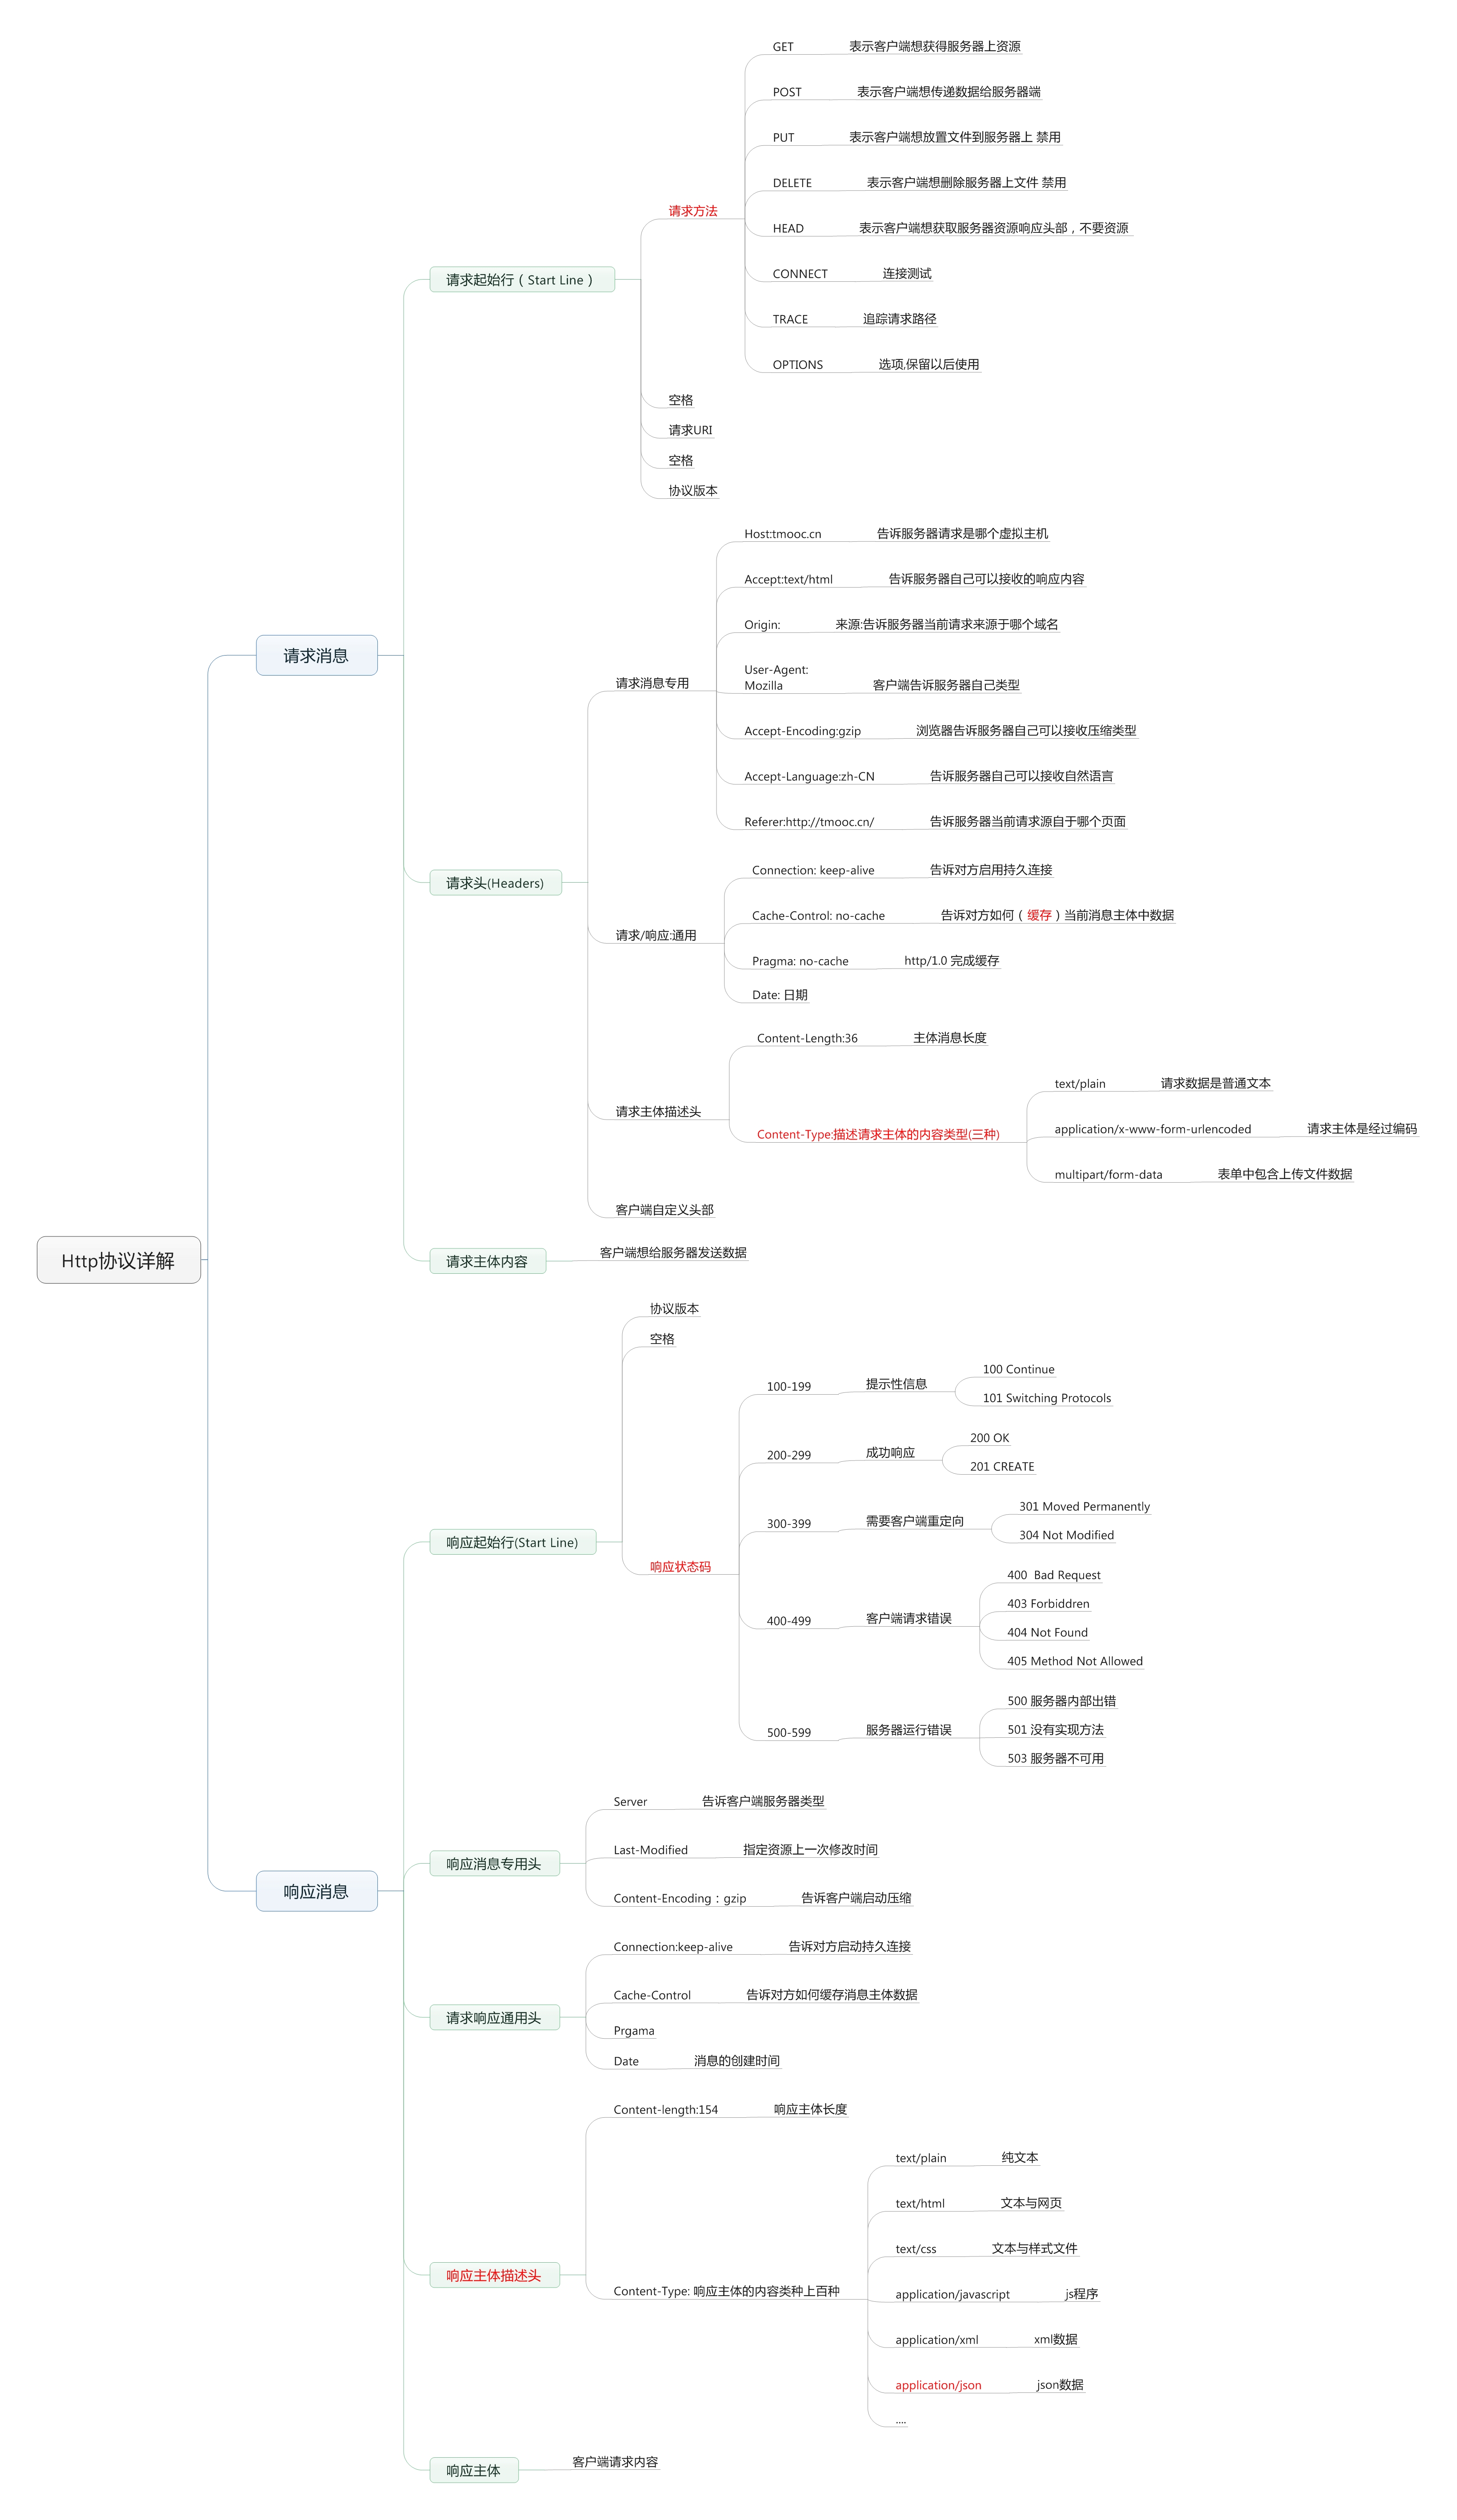 Http协议详解
请求消息
请求起始行（Start Line）
请求方法
GET 表示客户端想获得服务器上资源
POST 表示客户端想传递数据给服务器端
PUT 表示客户端想放置文件到服务器上 禁用
DELETE 表示客户端想删除服务器上文件 禁用
HEAD 表示客户端想获取服务器资源响应头部，不要资源
CONNECT 连接测试
TRACE 追踪请求路径
OPTIONS 选项,保留以后使用
空格
请求URI
空格
协议版本
请求头(Headers)
请求消息专用
Host:tmooc.cn 告诉服务器请求是哪个虚拟主机
Accept:text/html 告诉服务器自己可以接收的响应内容
Origin: 来源:告诉服务器当前请求来源于哪个域名
User-Agent:
Mozilla 客户端告诉服务器自己类型
Accept-Encoding:gzip 浏览器告诉服务器自己可以接收压缩类型
Accept-Language:zh-CN 告诉服务器自己可以接收自然语言
Referer:http://tmooc.cn/ 告诉服务器当前请求源自于哪个页面
请求/响应:通用
Connection: keep-alive 告诉对方启用持久连接
Cache-Control: no-cache 告诉对方如何（缓存）当前消息主体中数据
Pragma: no-cache http/1.0 完成缓存
Date: 日期
请求主体描述头
Content-Length:36 主体消息长度
Content-Type:描述请求主体的内容类型(三种)
text/plain 请求数据是普通文本
application/x-www-form-urlencoded 请求主体是经过编码
multipart/form-data 表单中包含上传文件数据
客户端自定义头部
请求主体内容 客户端想给服务器发送数据
响应消息
响应起始行(Start Line)
协议版本
空格
响应状态码
100-199 提示性信息
100 Continue
101 Switching Protocols
200-299 成功响应
200 OK
201 CREATE
300-399 需要客户端重定向
301 Moved Permanently
304 Not Modified
400-499 客户端请求错误
400  Bad Request
403 Forbiddren
404 Not Found
405 Method Not Allowed
500-599 服务器运行错误
500 服务器内部出错
501 没有实现方法
503 服务器不可用
响应消息专用头
Server 告诉客户端服务器类型
Last-Modified 指定资源上一次修改时间
Content-Encoding：gzip 告诉客户端启动压缩
请求响应通用头
Connection:keep-alive 告诉对方启动持久连接
Cache-Control 告诉对方如何缓存消息主体数据
Prgama
Date 消息的创建时间
响应主体描述头
Content-length:154 响应主体长度
Content-Type: 响应主体的内容类种上百种
text/plain 纯文本
text/html 文本与网页
text/css 文本与样式文件
application/javascript js程序
application/xml xml数据
application/json json数据
....
响应主体 客户端请求内容